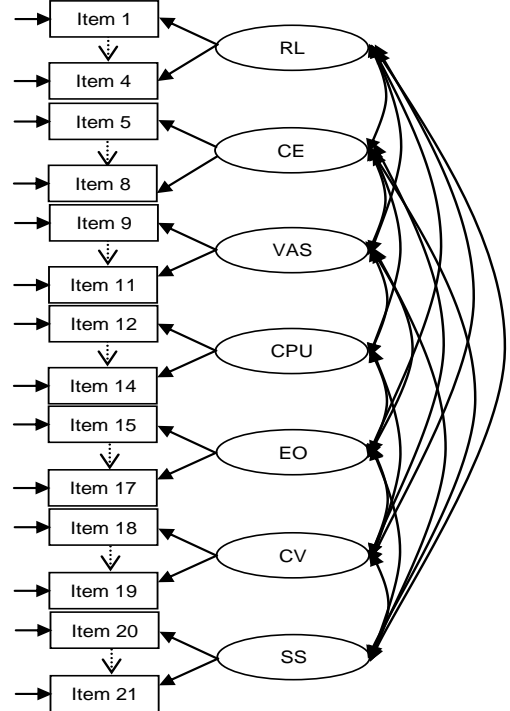 Item 1
RL
Item 4
Item 5
CE
Item 8
Item 9
VAS
Item 11
Item 12
CPU
Item 14
Item 15
EO
Item 17
Item 18
CV
Item 19
Item 20
SS
Item 21